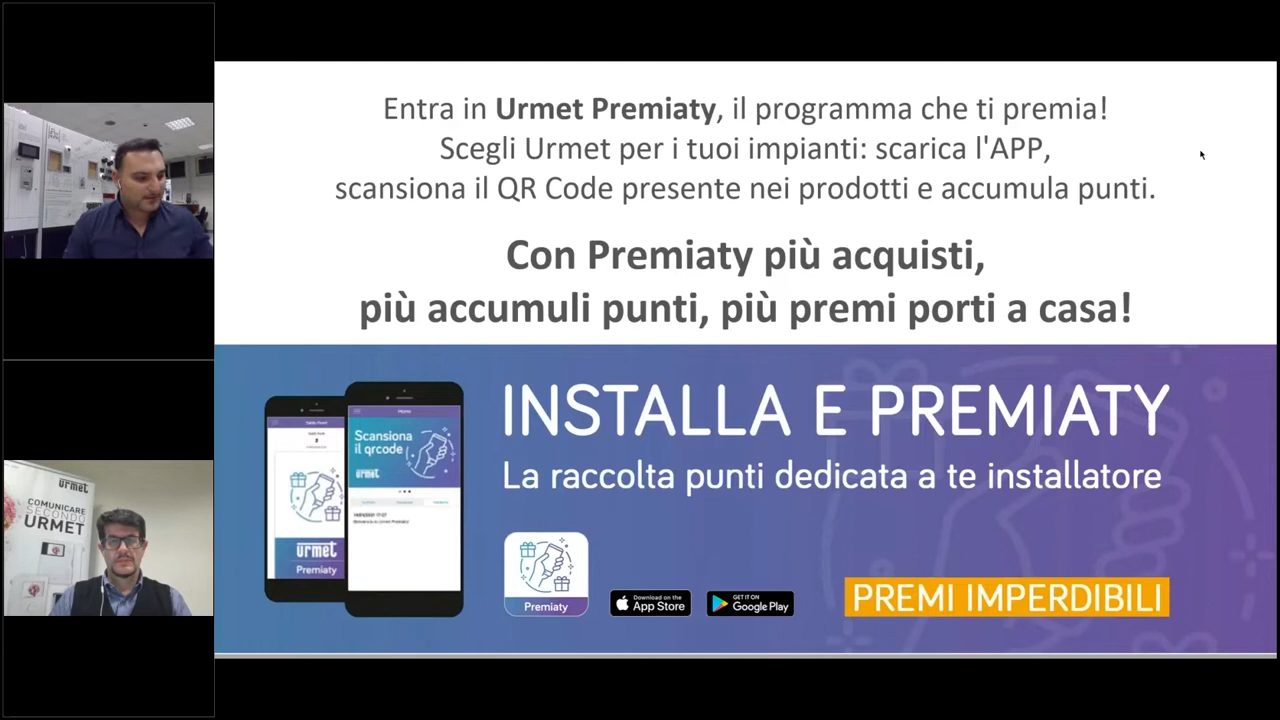 Entra in Urmet Premiaty, il programma che ti premia!
Scegli Urmet per i tuoi impianti: scarica l'APP,
scansiona il QR Code presente nei prodotti e accumula punti.
Con Premiaty più acquisti,
più accumuli punti, più premi porti a casa!
INSTALLA E PREMIATY
La raccolta punti dedicata a te installatore
Home
Scansiona
il qrcode
urmet
urmet
Premiaty
Premiaty
Download on the
App Store
GET IT ON
Google Play
PREMI IMPERDIBILI
urmet
COMUNICARE
SECONDO
URMET